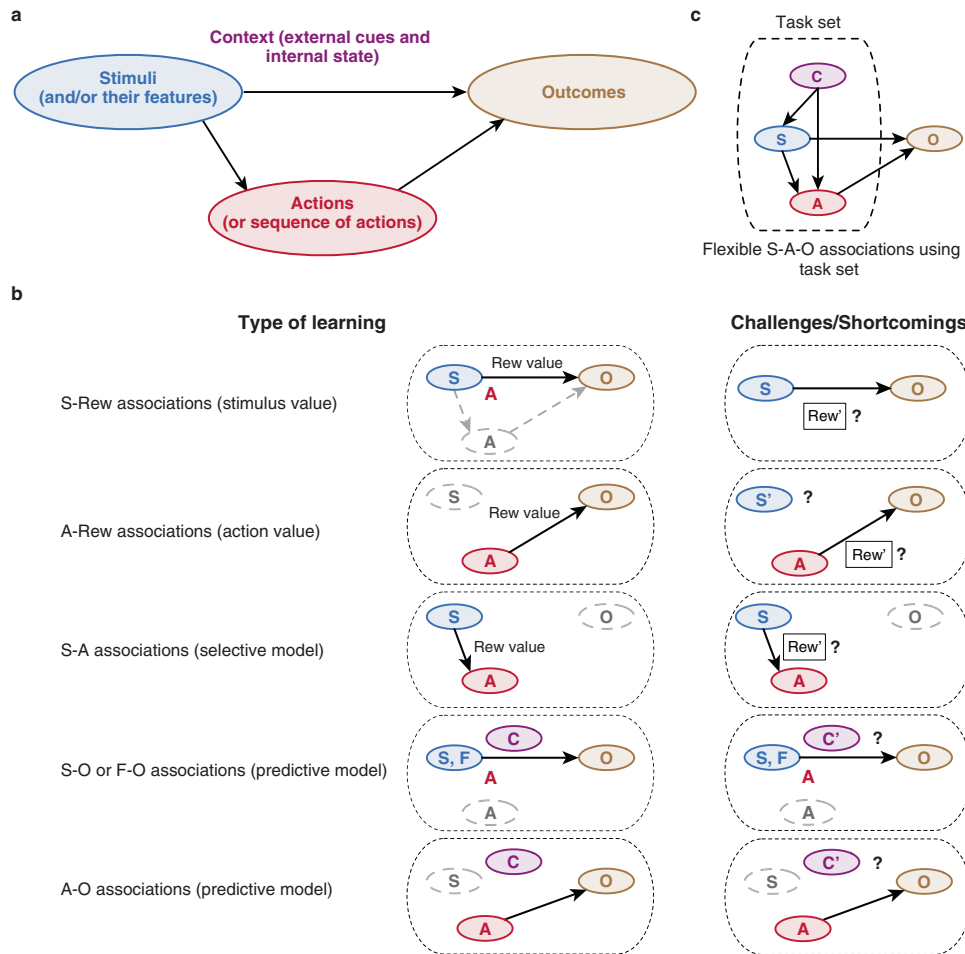 a
Context (external cues and
internal state)
Stimuli
(and/or their features)
Outcomes
Actions
(or sequence of actions)
c
Task set
C
S
O
A
Flexible S-A-O associations using
task set
b
Type of learning
Challenges/Shortcomings
S-Rew associations (stimulus value)
S
Rew value
O
A
A
S
O
Rew' ?
A-Rew associations (action value)
S
O
Rew value
A
S' ?
O
Rew' ?
A
S-A associations (selective model)
S
O
Rew value
A
S
O
Rew' ?
A
S-O or F-O associations (predictive model)
C
S, F
O
A
A
C' ?
S, F
O
A
A
A-O associations (predictive model)
C
S
O
A
C' ?
S
O
A